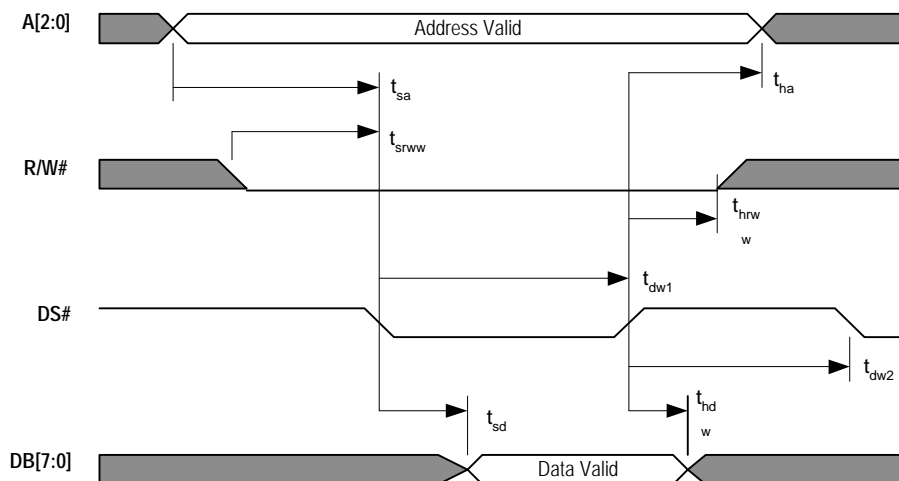 A[2:0]
Address Valid
t_sa
t_ha
t_srww
R/W#
t_hrw
w
t_dw1
DS#
t_dw2
t_hd
t_sd
w
DB[7:0]
Data Valid